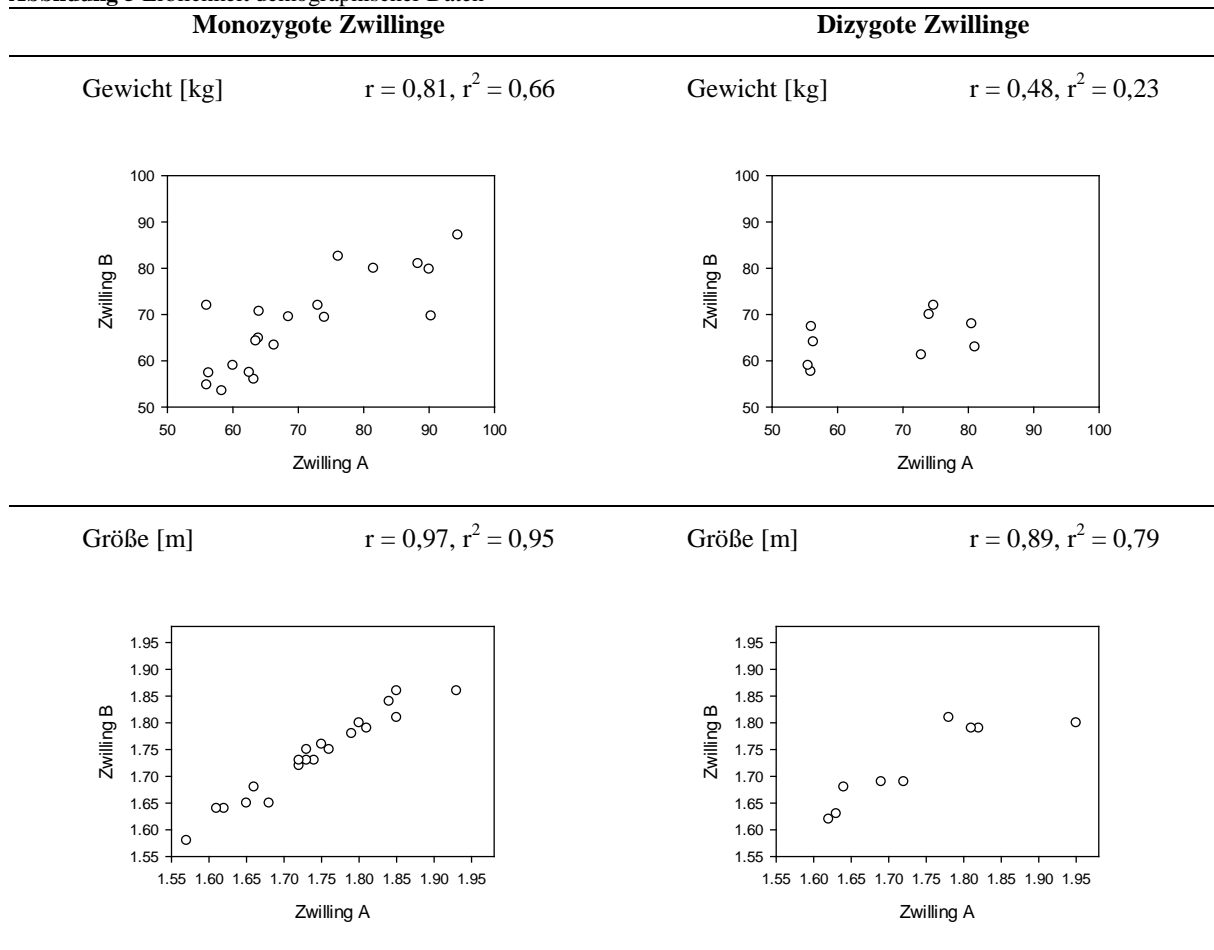 Abbildung Erblichkeit demographischer Daten
Monozygote Zwillinge
Dizygote Zwillinge
Gewicht [kg] r = 0,81, r² = 0,66
Gewicht [kg] r = 0,48, r² = 0,23
100
90
80
70
60
50
Zwilling B
50 60 70 80 90 100
Zwilling A
100
90
80
70
60
50
Zwilling B
50 60 70 80 90 100
Zwilling A
Größe [m] r = 0,97, r² = 0,95
Größe [m] r = 0,89, r² = 0,79
1.95
1.90
1.85
1.80
1.75
1.70
1.65
1.60
1.55
Zwilling B
1.55 1.60 1.65 1.70 1.75 1.80 1.85 1.90 1.95
Zwilling A
1.95
1.90
1.85
1.80
1.75
1.70
1.65
1.60
1.55
Zwilling B
1.55 1.60 1.65 1.70 1.75 1.80 1.85 1.90 1.95
Zwilling A